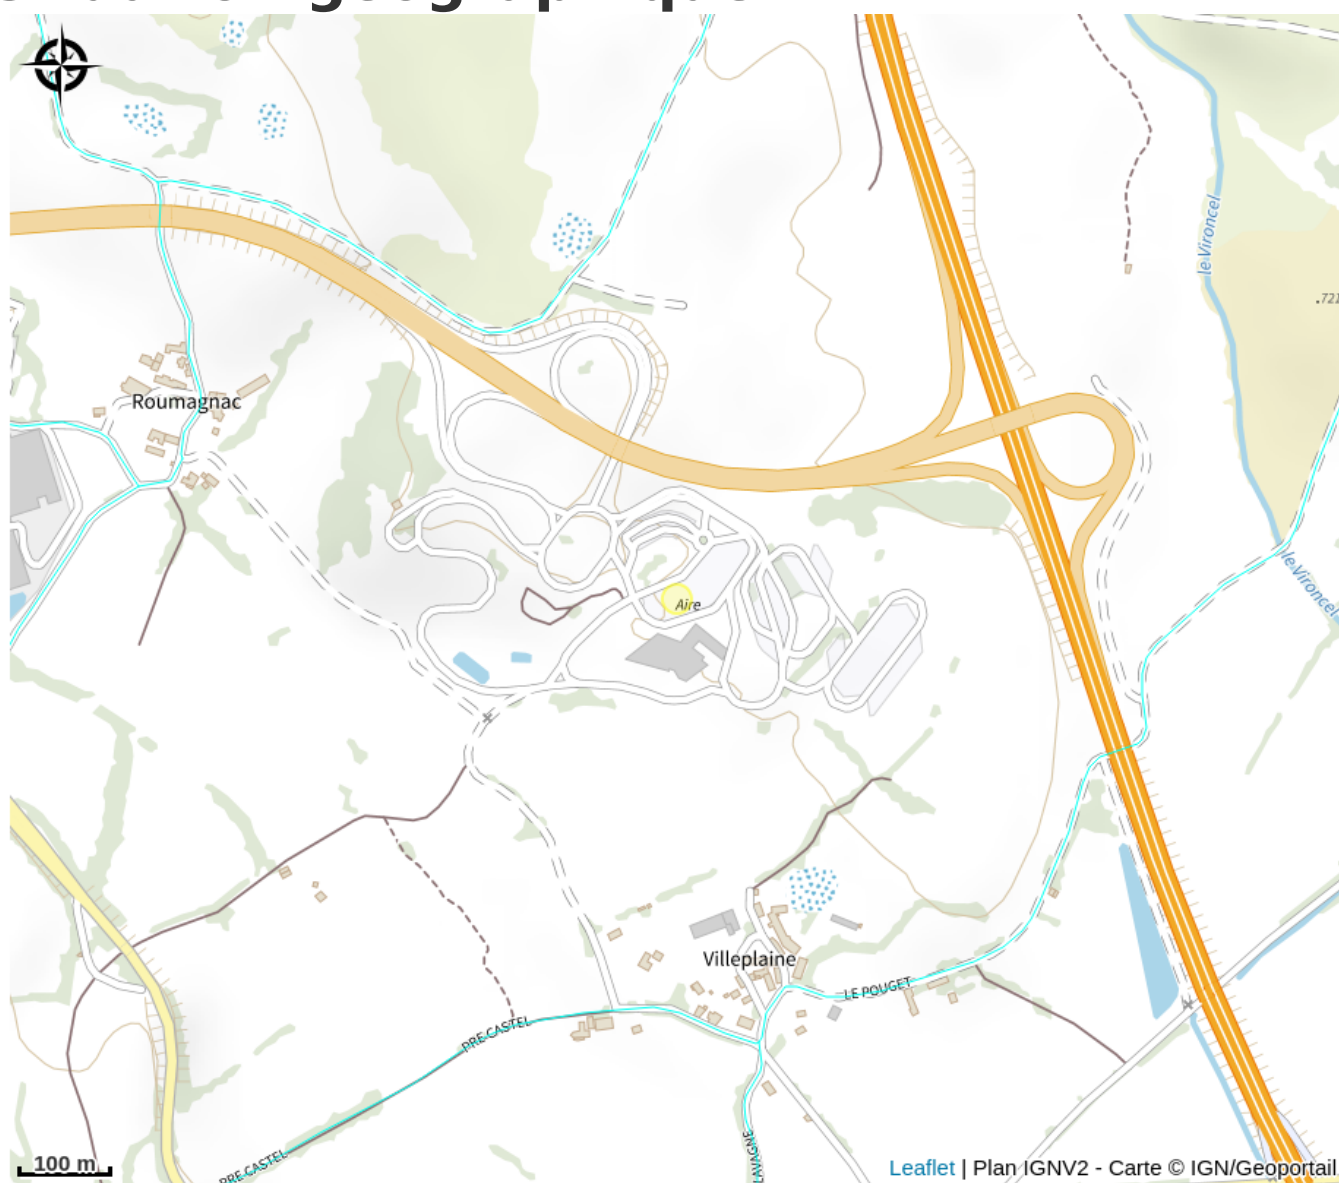 le Vironcel
Roumagnac
le Vironcel
Aire
Villeplaine
LE POUGET
PRE CASTEL
PRE CASTEL
100 m
Leaflet | Plan IGNV2 - Carte © IGN/Geoportail